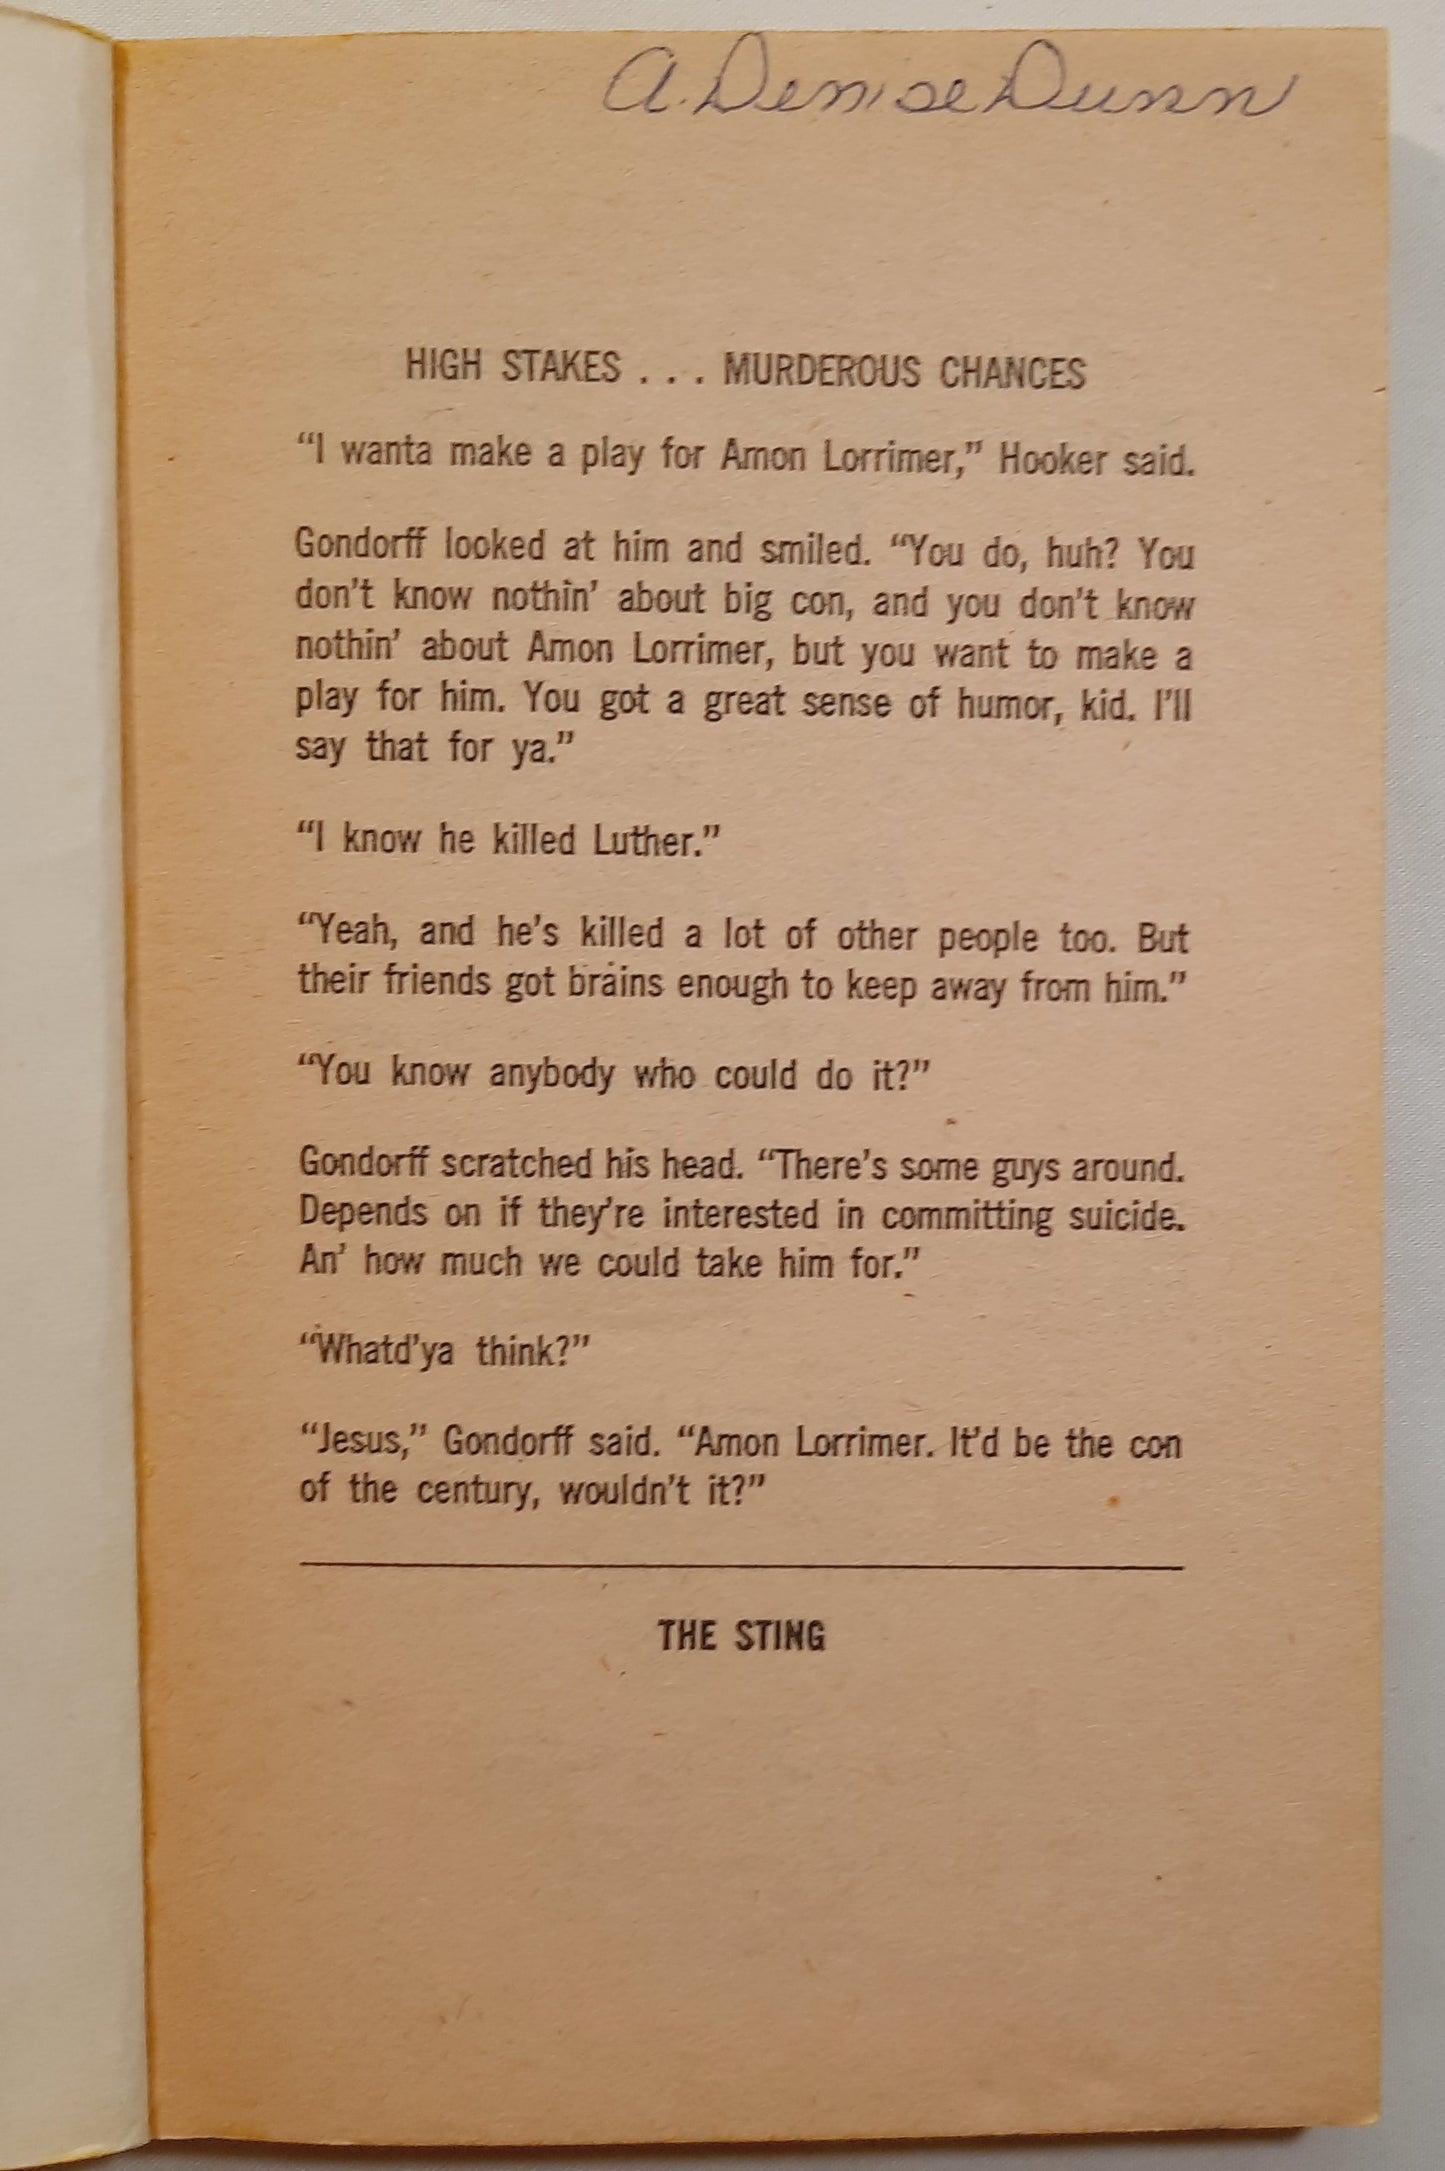 A. Denise Dunn
HIGH STAKES . . . MURDEROUS CHANCES
“I wanta make a play for Amon Lorrimer,” Hooker said.
Gondorff looked at him and smiled. “You do, huh? You
don't know nothin' about big con, and you don't know
nothin' about Amon Lorrimer, but you want to make a
play for him. You got a great sense of humor, kid. I'll
say that for ya.”
“I know he killed Luther.”
“Yeah, and he's killed a lot of other people too. But
their friends got brains enough to keep away from him.”
“You know anybody who could do it?”
Gondorff scratched his head. “There's some guys around.
Depends on if they're interested in committing suicide.
An' how much we could take him for.”
“Whatd'ya think?”
“Jesus,” Gondorff said. “Amon Lorrimer. It'd be the con
of the century, wouldn't it?”
THE STING